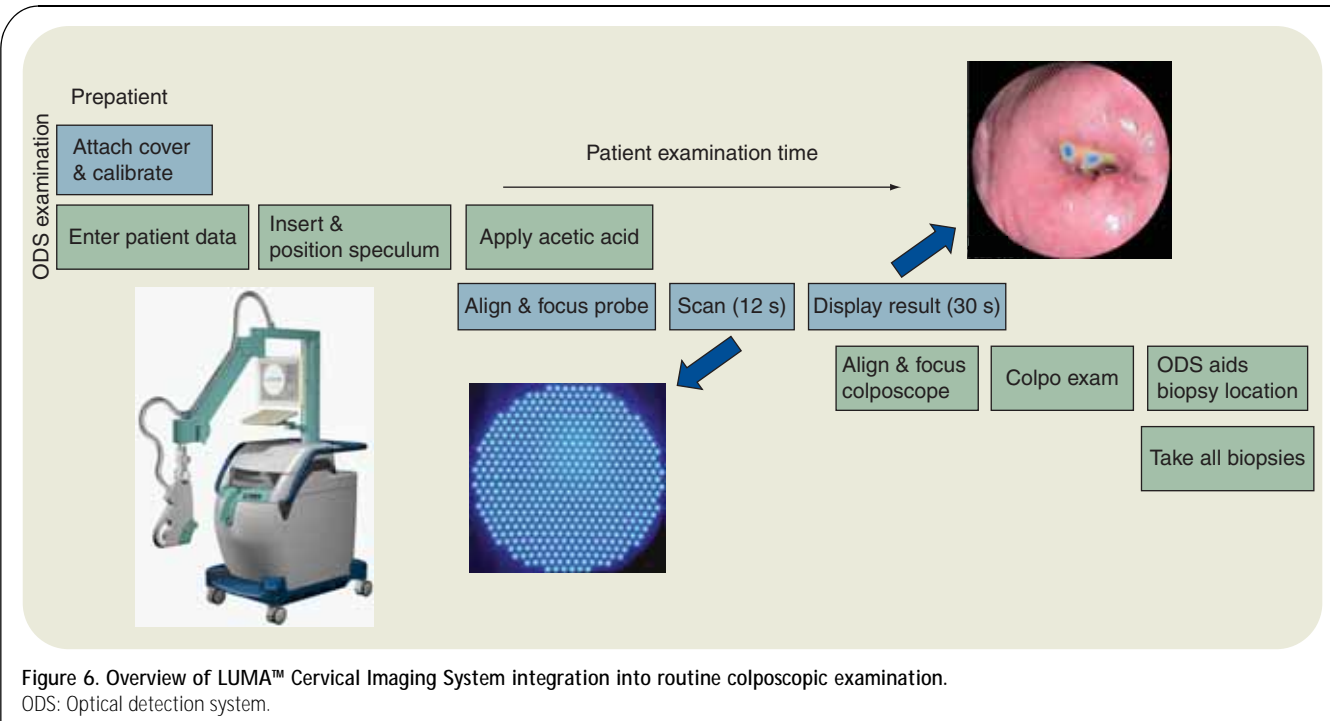 Prepatient
ODS examination
Attach cover
& calibrate
Patient examination time
Enter patient data
Insert &
position speculum
Apply acetic acid
Align & focus probe
Scan (12 s)
Display result (30 s)
Align & focus
colposcope
Colpo exam
ODS aids
biopsy location
Take all biopsies
Figure 6. Overview of LUMA™ Cervical Imaging System integration into routine colposcopic examination.
ODS: Optical detection system.